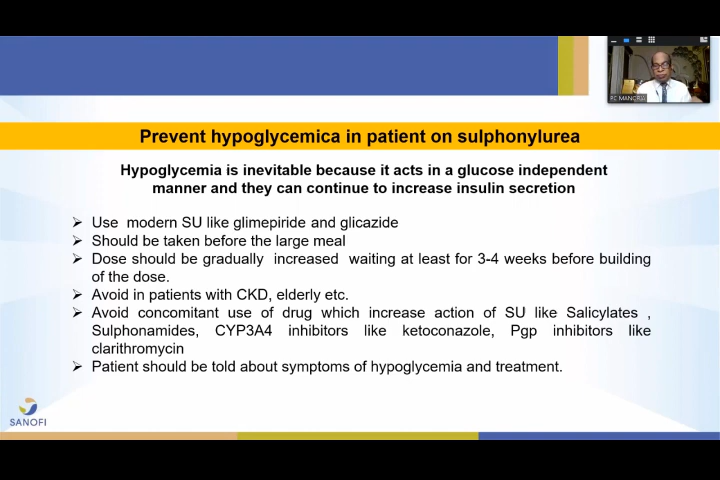 PC MANORIA
Prevent hypoglycemica in patient on sulphonylurea
Hypoglycemia is inevitable because it acts in a glucose independent
manner and they can continue to increase insulin secretion
➢ Use modern SU like glimepiride and glicazide
➢ Should be taken before the large meal
➢ Dose should be gradually increased waiting at least for 3-4 weeks before building
of the dose.
➢ Avoid in patients with CKD, elderly etc.
➢ Avoid concomitant use of drug which increase action of SU like Salicylates ,
Sulphonamides, CYP3A4 inhibitors like ketoconazole, Pgp inhibitors like
clarithromycin
➢ Patient should be told about symptoms of hypoglycemia and treatment.
SANOFI